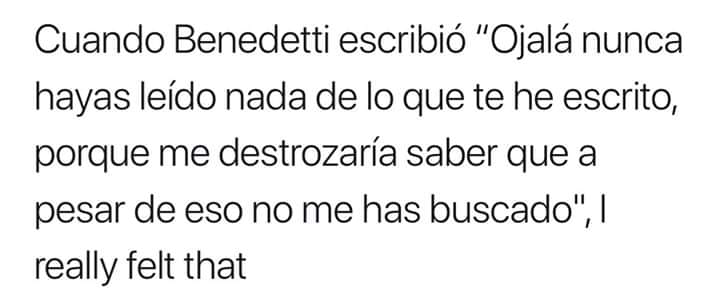 Cuando Benedetti escribió “Ojalá nunca
hayas leído nada de lo que te he escrito,
porque me destrozaría saber que a
pesar de eso no me has buscado", I
really felt that